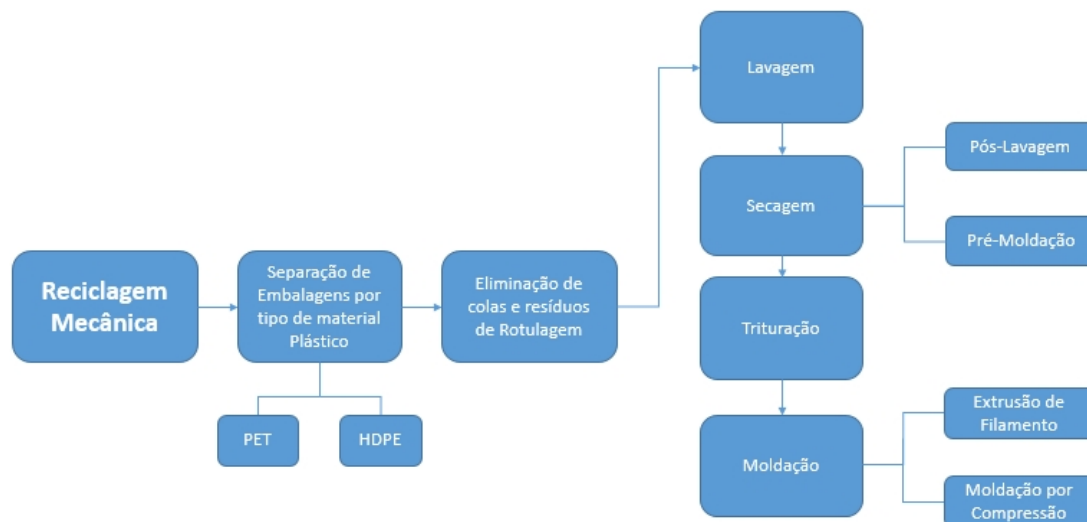 Reciclagem
Mecânica
Separação de
Embalagens por
tipo de material
Plástico
PET
HDPE
Eliminação de
colas e resíduos
de Rotulagem
Lavagem
Secagem
Pós-Lavagem
Pré-Moldação
Trituração
Moldação
Extrusão de
Filamento
Moldação por
Compressão